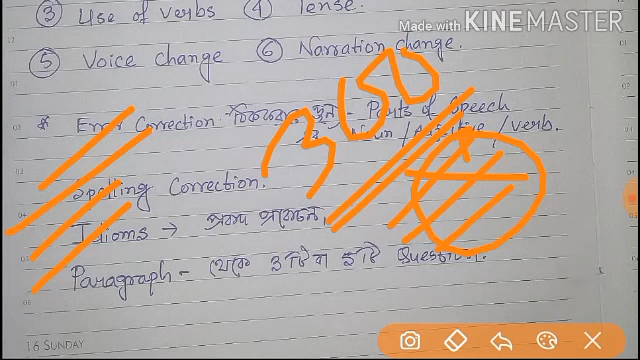 ③ Use of Verbs ④ Tense.
Made with KINEMASTER
⑤ Voice change ⑥ Narration change.
* Error Correction. - Parts of Speech
Noun / Adjective / verb.
Spelling Correction.
Idioms →
Paragraph - থেকে Question.
16 SUNDAY